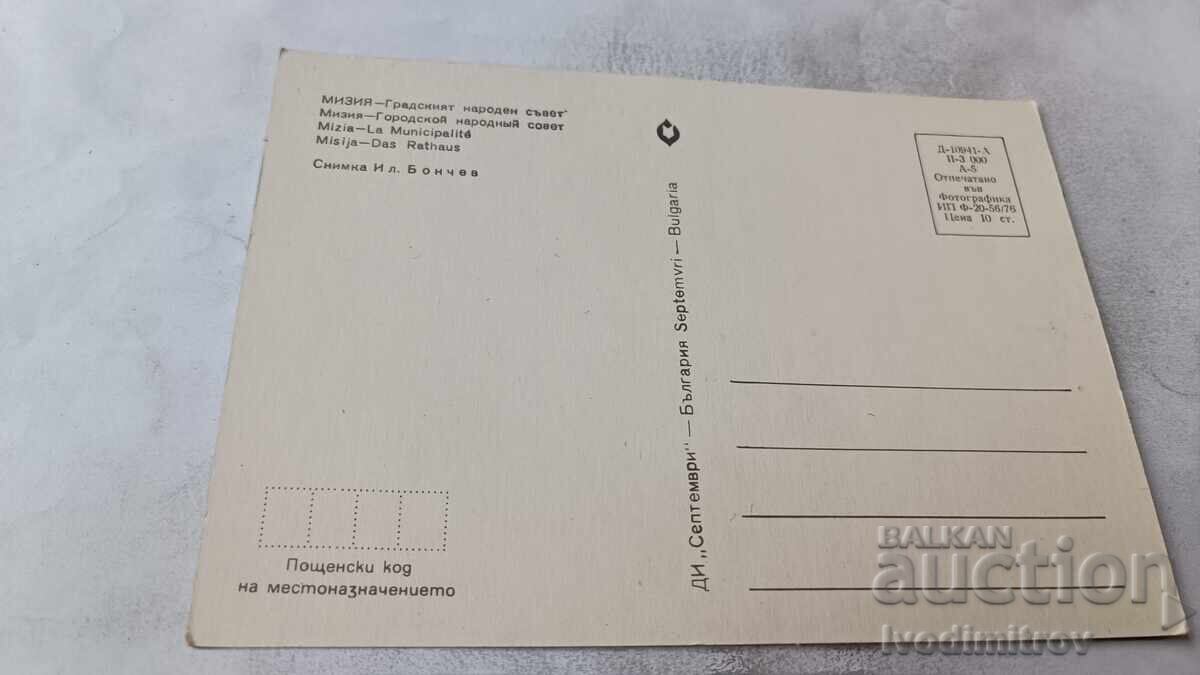 МИЗИЯ—Градският народен съвет
Мизия—Городской народный совет
Mizia—La Municipalité
Misija—Das Rathaus
Снимка Ил. Бончев
Пощенски код
на местоназначението
ДИ „Септември" — България Septemvri — Bulgaria
Д-10941-А
II-3 000
А-5
Отпечатано
във
Фотографика
ИП Ф-20-56/76
Цена 10 ст.
BALKAN
auction
Ivodimitrov